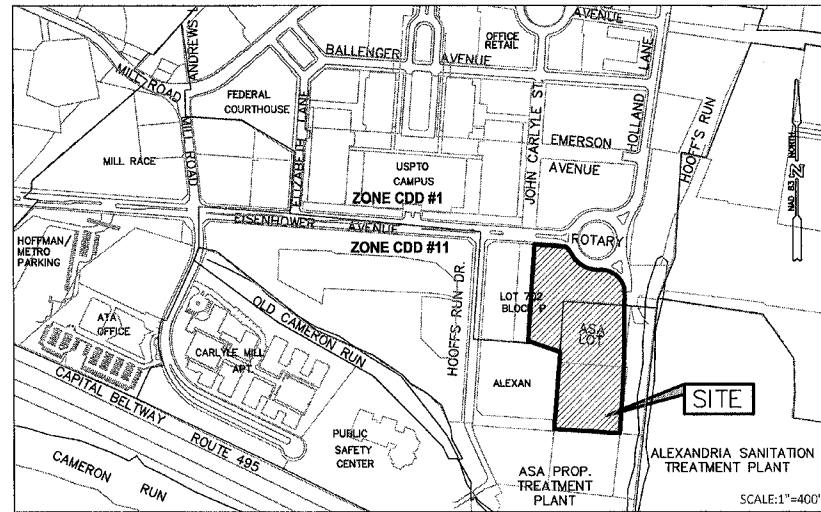 ANDREWS L
AVENUE
OFFICE
RETAIL
LANE
BALLENGER AVENUE
MILL ROAD
FEDERAL
COURTHOUSE
ELIZABETH LANE
JOHN CARLYLE ST.
HOLLAND
HOOFF'S RUN
NAD 83 NORTH
MILL ROAD
MILL RACE
EMERSON
AVENUE
USPTO
CAMPUS
ZONE CDD #1
EISENHOWER AVENUE
ZONE CDD #11
ROTARY
HOFFMAN/
METRO
PARKING
HOOFF'S RUN DR.
LOT 702
BLOCK P
ASA
LOT
OLD CAMERON RUN
ATA
OFFICE
CARLYLE MILL
APT.
ALEXAN
SITE
CAPITAL BELTWAY ROUTE 495
PUBLIC
SAFETY
CENTER
CAMERON RUN
ASA PROP.
TREATMENT
PLANT
ALEXANDRIA SANITATION
TREATMENT PLANT
SCALE:1"=400'